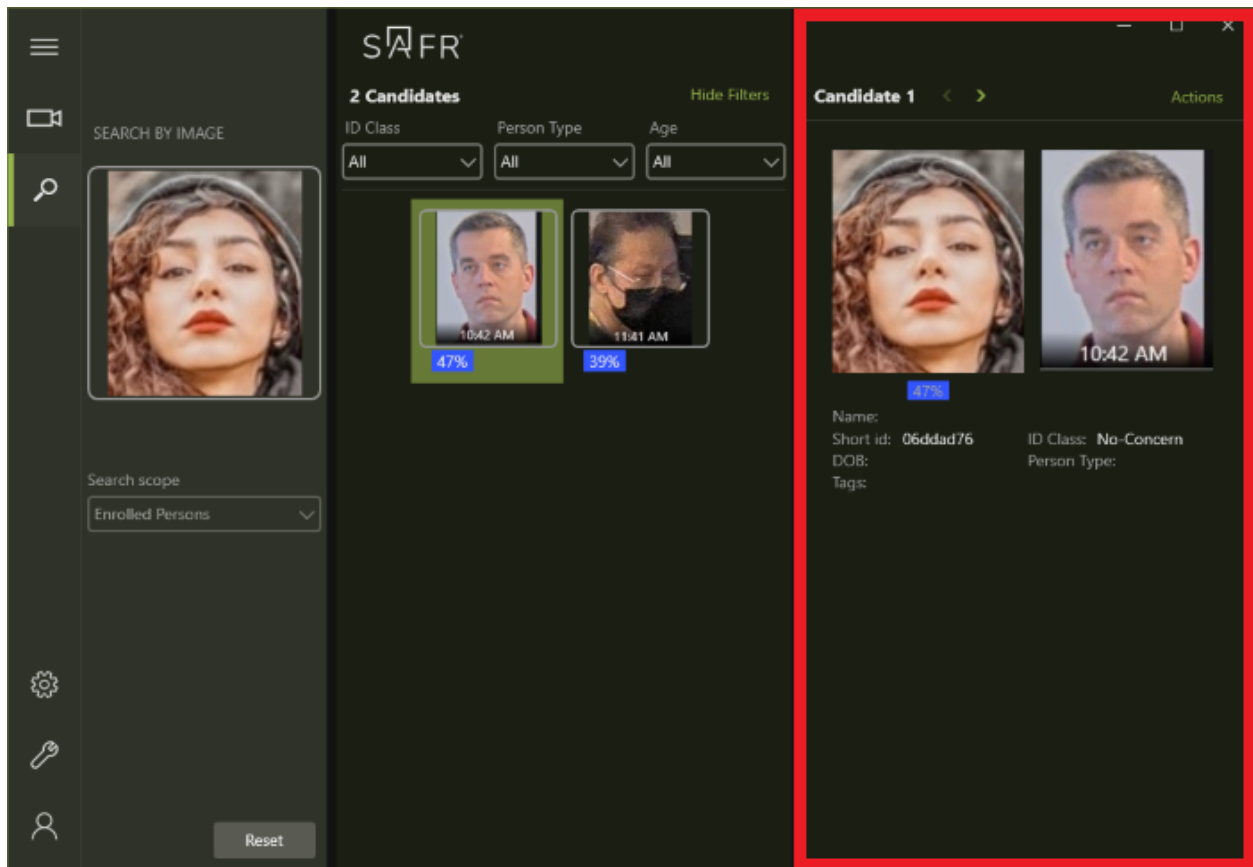 SEARCH BY IMAGE
Search scope
Enrolled Persons
Reset
SAFR
2 Candidates
Hide Filters
ID Class Person Type Age
All All All
10:42 AM 11:41 AM
47% 39%
Candidate 1
Actions
10:42 AM
47%
Name:
Short id: 06ddad76 ID Class: No-Concern
DOB: Person Type:
Tags: